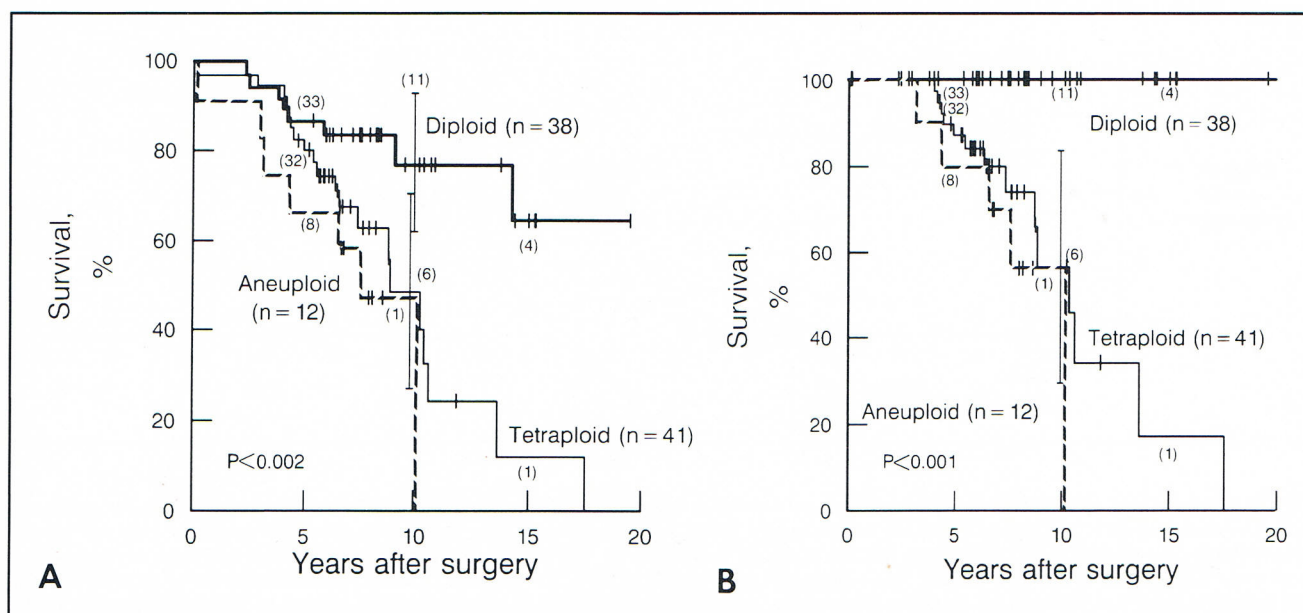 100
80
60
40
20
0
Survival,
%
(11)
(33)
Diploid (n = 38)
(32)
(8)
(4)
Aneuploid
(n = 12)
(6)
(1)
Tetraploid (n = 41)
(1)
P<0.002
0
5
10
15
20
Years after surgery
A
100
80
60
40
20
0
Survival,
%
(33)
(11)
(4)
(32)
Diploid (n = 38)
(8)
(6)
(1)
Tetraploid (n = 41)
Aneuploid (n = 12)
(1)
P<0.001
0
5
10
15
20
Years after surgery
B